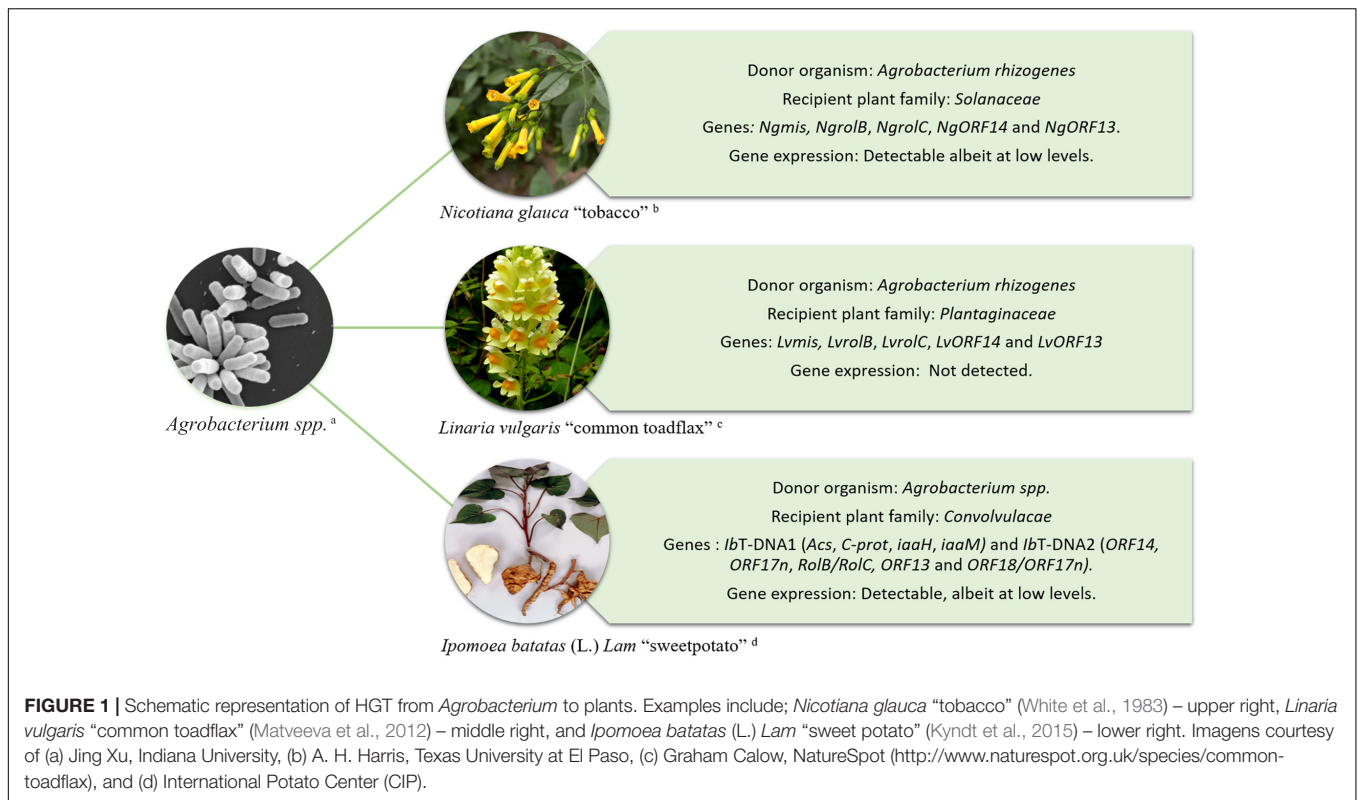 Donor organism: Agrobacterium rhizogenes
Recipient plant family: Solanaceae
Genes: Ngmis, NgrolB, NgrolC, NgORF14 and NgORF13.
Gene expression: Detectable albeit at low levels.
Nicotiana glauca “tobacco” b
Donor organism: Agrobacterium rhizogenes
Recipient plant family: Plantaginaceae
Genes: Lvmis, LvrolB, LvrolC, LvORF14 and LvORF13
Gene expression: Not detected.
Agrobacterium spp. a
Linaria vulgaris “common toadflax” c
Donor organism: Agrobacterium spp.
Recipient plant family: Convolvulacae
Genes : IbT-DNA1 (Acs, C-prot, iaaH, iaaM) and IbT-DNA2 (ORF14,
ORF17n, RolB/RolC, ORF13 and ORF18/ORF17n).
Gene expression: Detectable, albeit at low levels.
Ipomoea batatas (L.) Lam “sweetpotato” d
FIGURE 1 | Schematic representation of HGT from Agrobacterium to plants. Examples include; Nicotiana glauca “tobacco” (White et al., 1983) – upper right, Linaria
vulgaris “common toadflax” (Matveeva et al., 2012) – middle right, and Ipomoea batatas (L.) Lam “sweet potato” (Kyndt et al., 2015) – lower right. Imagens courtesy
of (a) Jing Xu, Indiana University, (b) A. H. Harris, Texas University at El Paso, (c) Graham Calow, NatureSpot (http://www.naturespot.org.uk/species/common-
toadflax), and (d) International Potato Center (CIP).